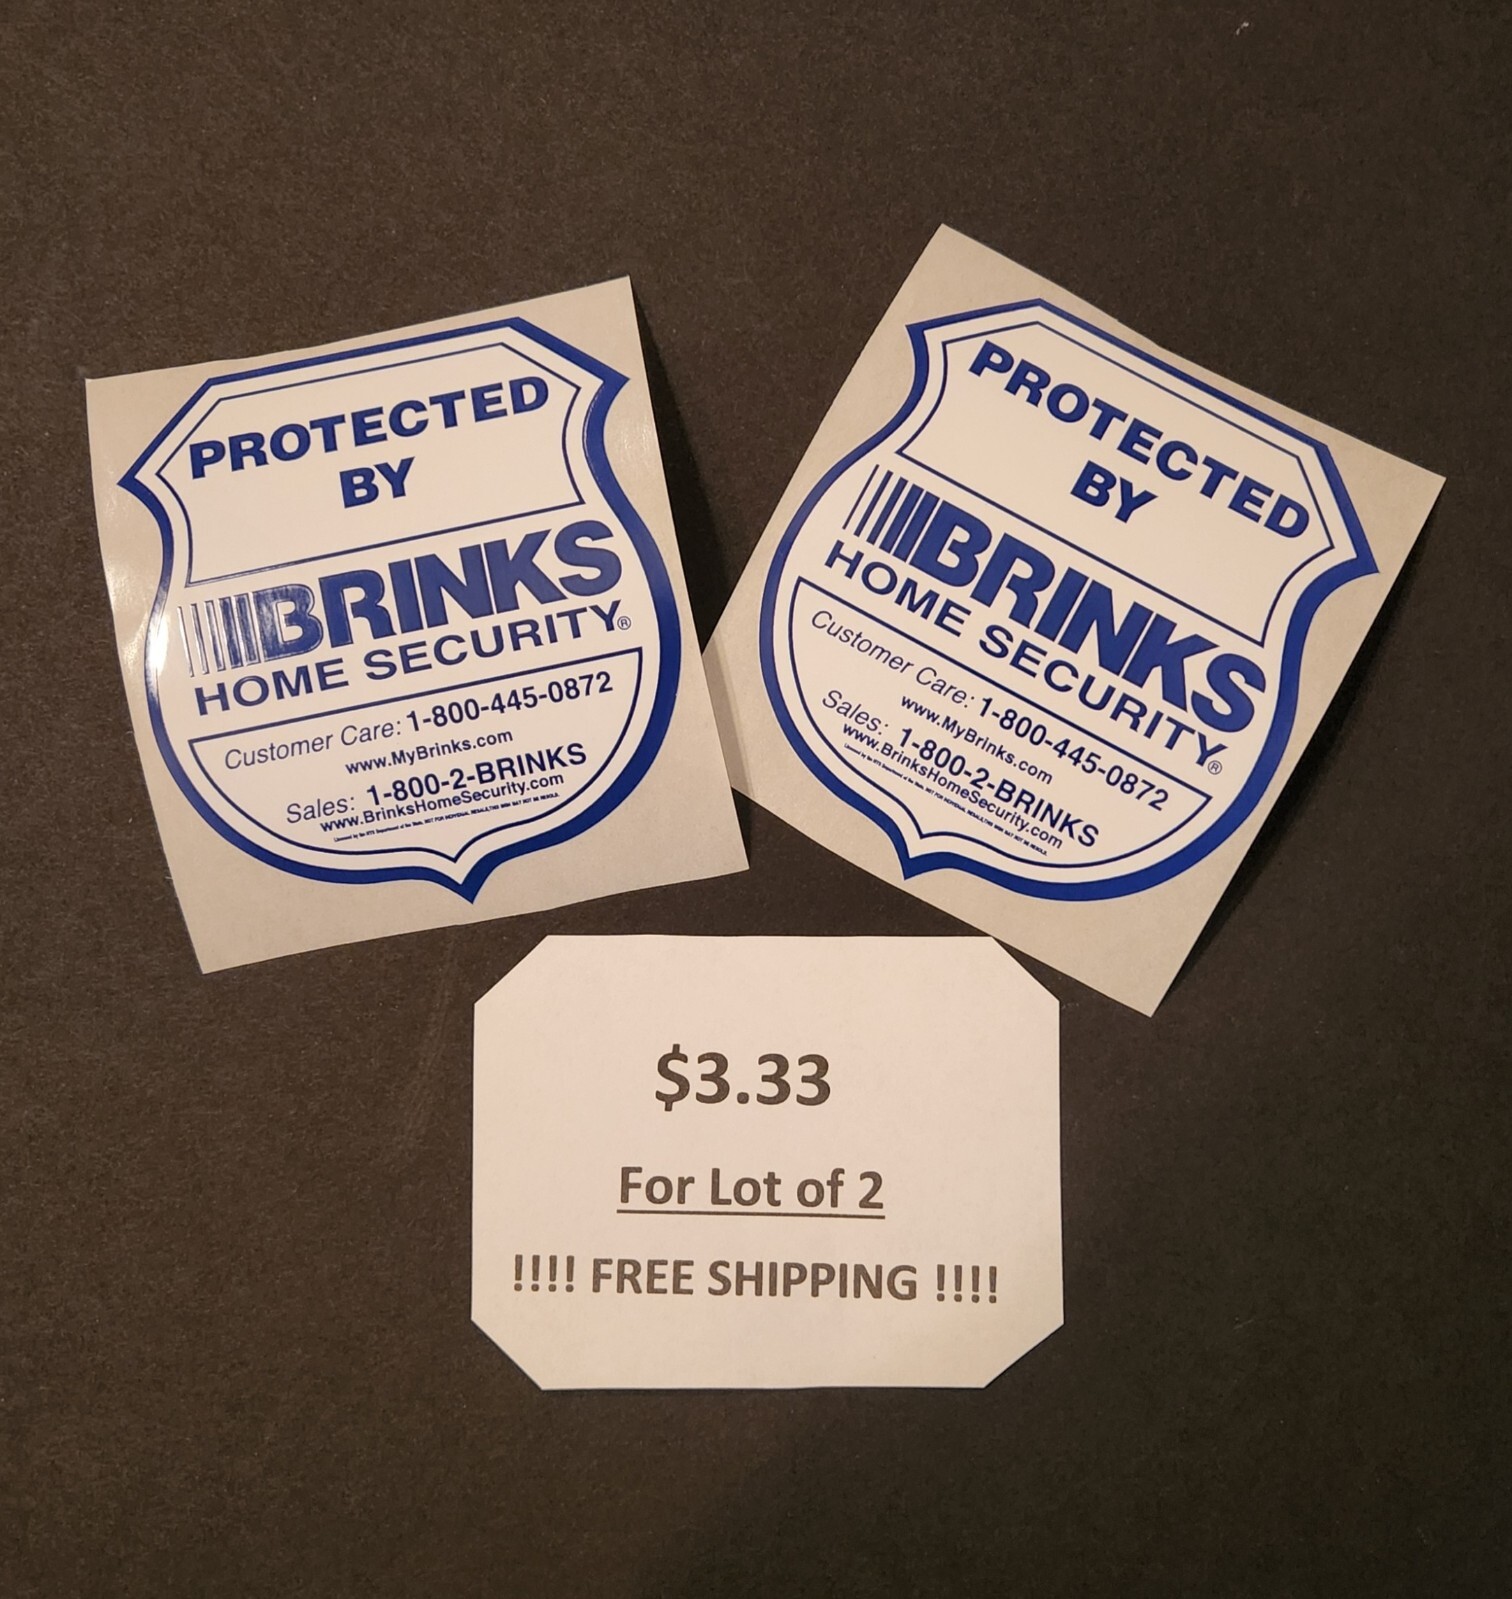 PROTECTED
BY
BRINKS
HOME SECURITY®
Customer Care: 1-800-445-0872
www.MyBrinks.com
Sales: 1-800-2-BRINKS
www.BrinksHomeSecurity.com
PROTECTED
BY
BRINKS
HOME SECURITY®
Customer Care: 1-800-445-0872
www.MyBrinks.com
Sales: 1-800-2-BRINKS
www.BrinksHomeSecurity.com
$3.33
For Lot of 2
!!!! FREE SHIPPING !!!!